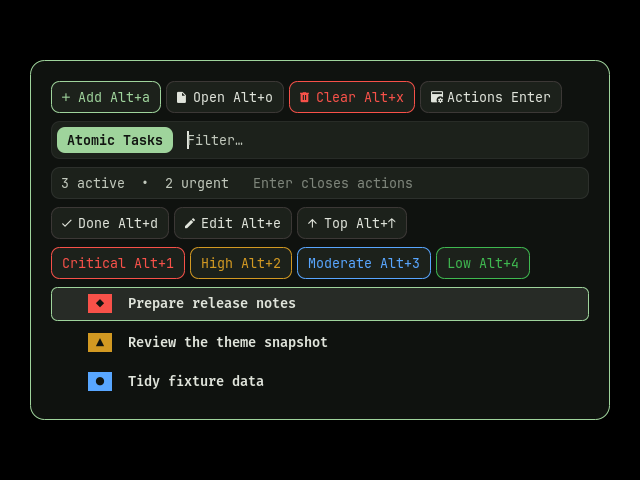 + Add Alt+a Open Alt+o Clear Alt+x Actions Enter
Atomic Tasks Filter…
3 active • 2 urgent Enter closes actions
Done Alt+d Edit Alt+e Top Alt+↑
Critical Alt+1 High Alt+2 Moderate Alt+3 Low Alt+4
Prepare release notes
Review the theme snapshot
Tidy fixture data